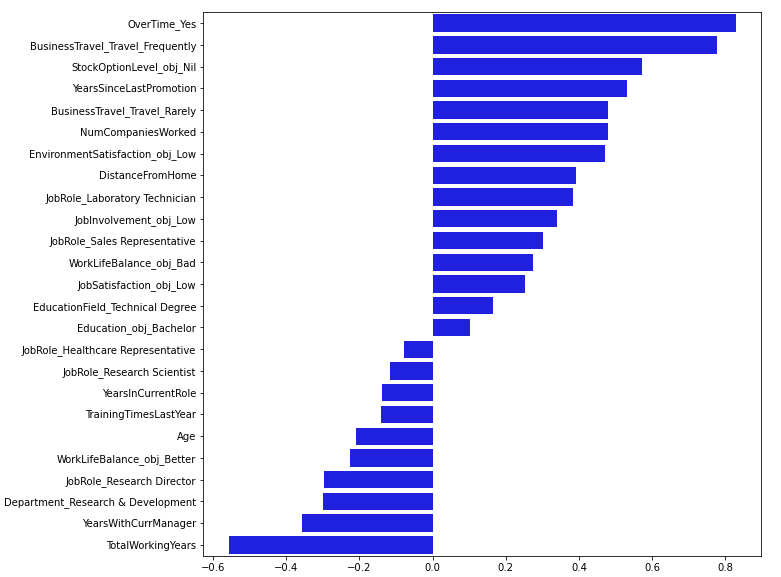 OverTime_Yes
BusinessTravel_Travel_Frequently
StockOptionLevel_obj_Nil
YearsSinceLastPromotion
BusinessTravel_Travel_Rarely
NumCompaniesWorked
EnvironmentSatisfaction_obj_Low
DistanceFromHome
JobRole_Laboratory Technician
JobInvolvement_obj_Low
JobRole_Sales Representative
WorkLifeBalance_obj_Bad
JobSatisfaction_obj_Low
EducationField_Technical Degree
Education_obj_Bachelor
JobRole_Healthcare Representative
JobRole_Research Scientist
YearsInCurrentRole
TrainingTimesLastYear
Age
WorkLifeBalance_obj_Better
JobRole_Research Director
Department_Research & Development
YearsWithCurrManager
TotalWorkingYears
−0.6 −0.4 −0.2 0.0 0.2 0.4 0.6 0.8